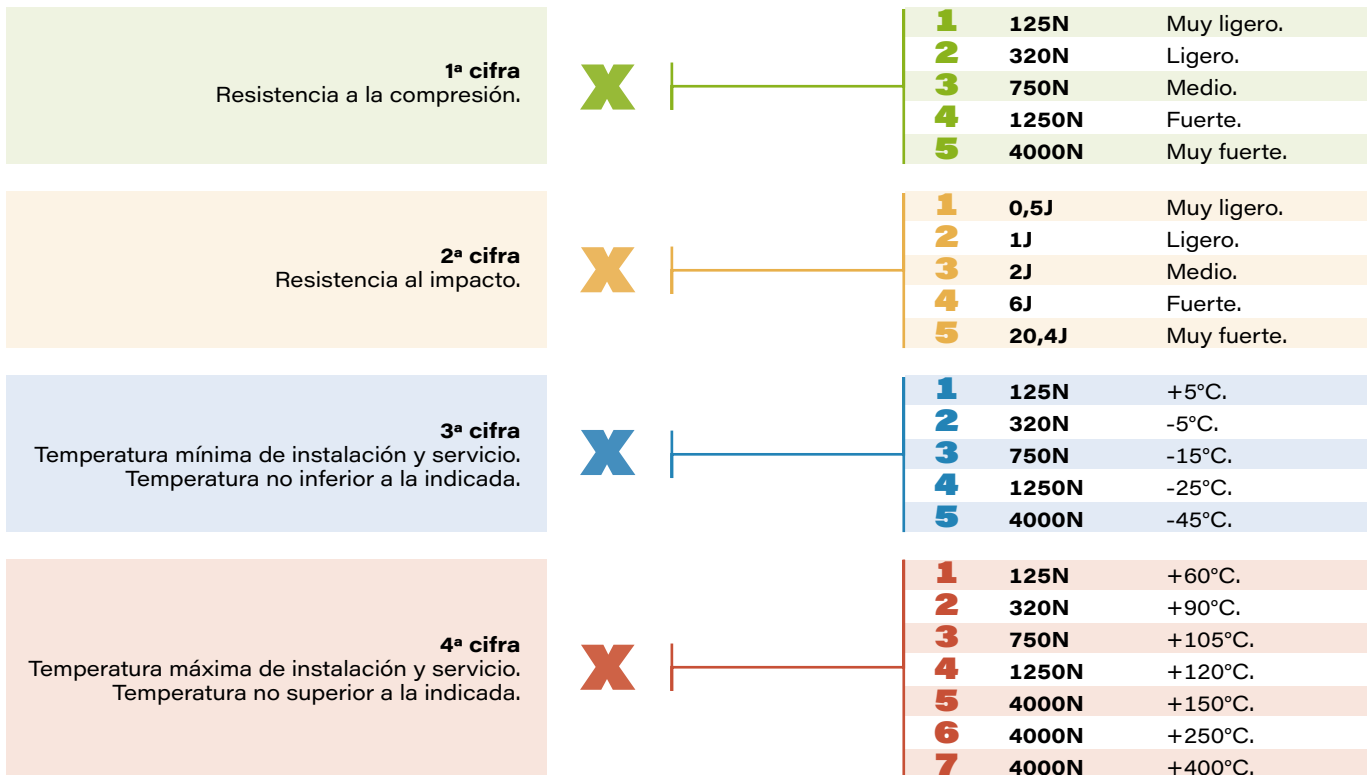 1ª cifra
Resistencia a la compresión.
X
1 125N Muy ligero.
2 320N Ligero.
3 750N Medio.
4 1250N Fuerte.
5 4000N Muy fuerte.
2ª cifra
Resistencia al impacto.
X
1 0,5J Muy ligero.
2 1J Ligero.
3 2J Medio.
4 6J Fuerte.
5 20,4J Muy fuerte.
3ª cifra
Temperatura mínima de instalación y servicio.
Temperatura no inferior a la indicada.
X
1 125N +5°C.
2 320N -5°C.
3 750N -15°C.
4 1250N -25°C.
5 4000N -45°C.
4ª cifra
Temperatura máxima de instalación y servicio.
Temperatura no superior a la indicada.
X
1 125N +60°C.
2 320N +90°C.
3 750N +105°C.
4 1250N +120°C.
5 4000N +150°C.
6 4000N +250°C.
7 4000N +400°C.